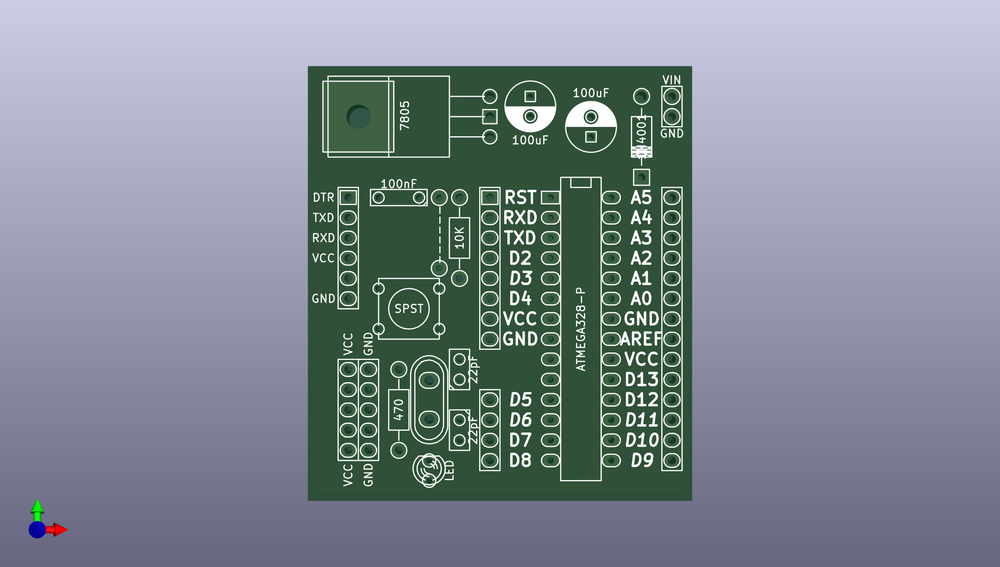 VIN
7805
100uF
100uF
4001
GND
100nF
DTR
TXD
RXD
VCC
GND
10K
SPST
RST
RXD
TXD
D2
D3
D4
VCC
GND
D5
D6
D7
D8
ATMEGA328-P
A5
A4
A3
A2
A1
A0
GND
AREF
VCC
D13
D12
D11
D10
D9
VCC
GND
22pF
470
22pF
LED
VCC
GND